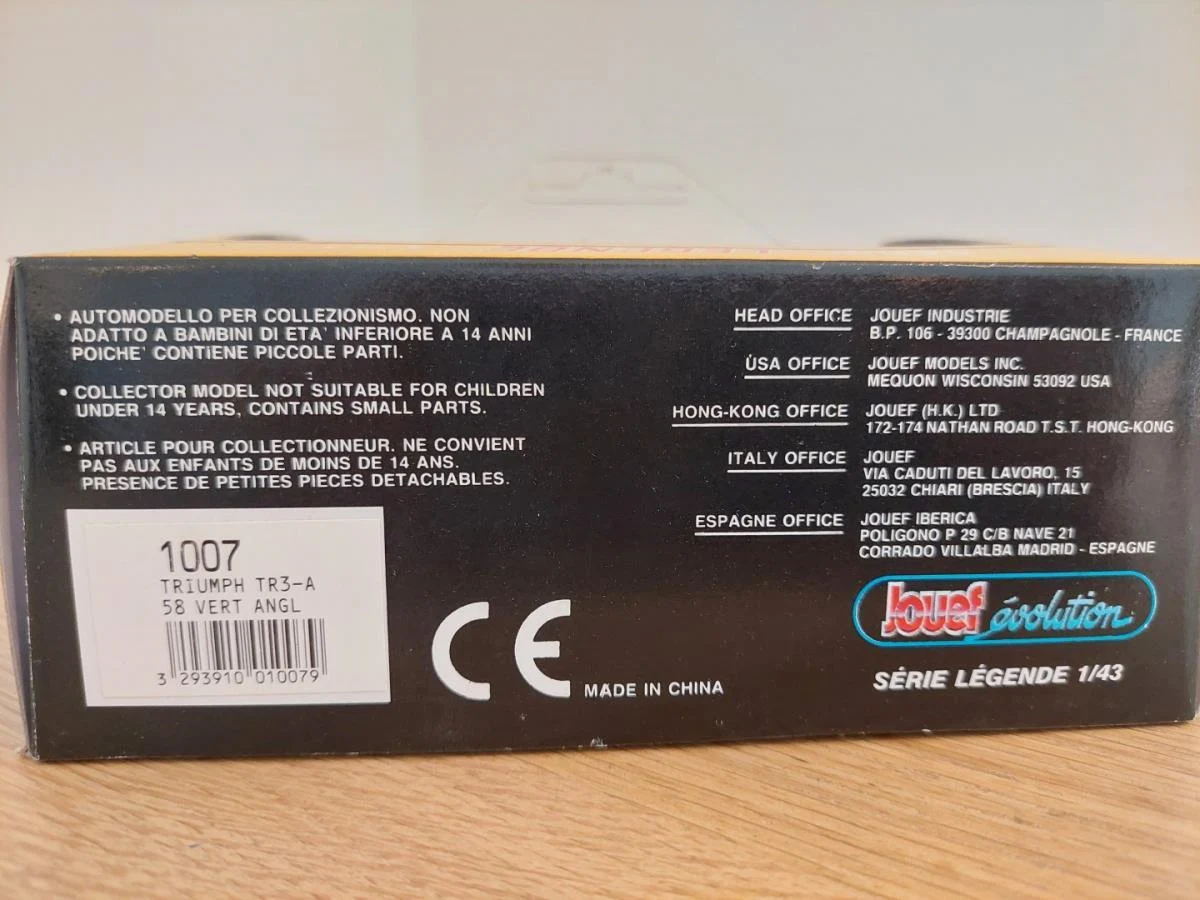 • AUTOMODELLO PER COLLEZIONISMO. NON
ADATTO A BAMBINI DI ETA' INFERIORE A 14 ANNI
POICHE' CONTIENE PICCOLE PARTI.
• COLLECTOR MODEL NOT SUITABLE FOR CHILDREN
UNDER 14 YEARS, CONTAINS SMALL PARTS.
• ARTICLE POUR COLLECTIONNEUR. NE CONVIENT
PAS AUX ENFANTS DE MOINS DE 14 ANS.
PRESENCE DE PETITES PIECES DETACHABLES.
1007
TRIUMPH TR3-A
58 VERT ANGL
3 293910 010079
CE
MADE IN CHINA
HEAD OFFICE JOUEF INDUSTRIE
B.P. 106 - 39300 CHAMPAGNOLE - FRANCE
USA OFFICE JOUEF MODELS INC.
MEQUON WISCONSIN 53092 USA
HONG-KONG OFFICE JOUEF (H.K.) LTD
172-174 NATHAN ROAD T.S.T. HONG-KONG
ITALY OFFICE JOUEF
VIA CADUTI DEL LAVORO, 15
25032 CHIARI (BRESCIA) ITALY
ESPAGNE OFFICE JOUEF IBERICA
POLIGONO P 29 C/B NAVE 21
CORRADO VILLALBA MADRID - ESPAGNE
Jouef évolution
SÉRIE LÉGENDE 1/43